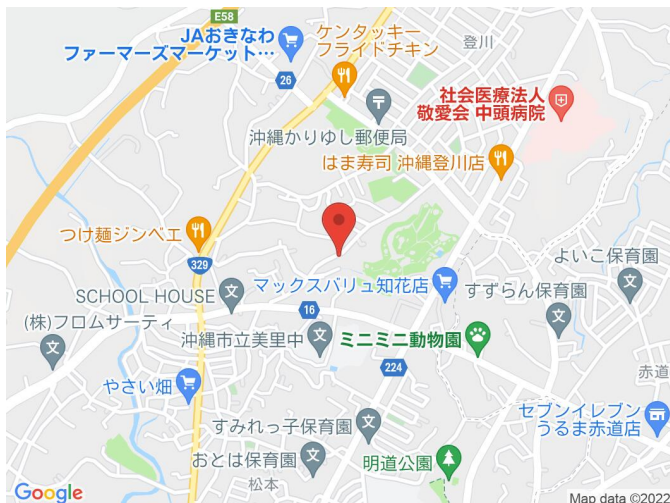 E58
JAおきなわ
ファーマーズマーケット…
26
ケンタッキー
フライドチキン
登川
社会医療法人
敬愛会 中頭病院
沖縄かりゆし郵便局
はま寿司 沖縄登川店
つけ麺ジンベエ
329
よいこ保育園
SCHOOL HOUSE
マックスバリュ知花店
すずらん保育園
16
(株)フロムサーティ
沖縄市立美里中
ミニミニ動物園
224
赤道
やさい畑
セブンイレブン
うるま赤道店
すみれっ子保育園
おとは保育園
明道公園
松本
Google
Map data ©2022